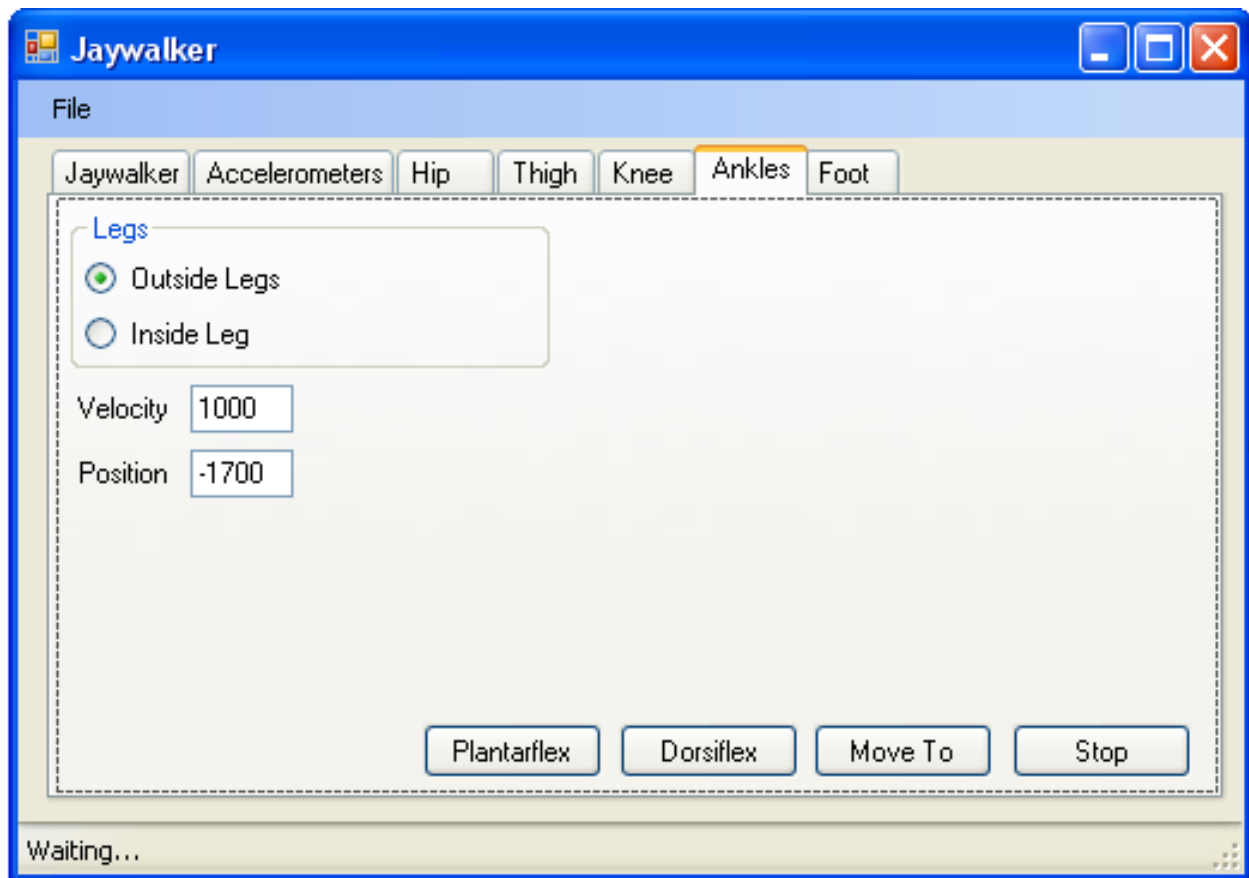 Jaywalker
File
Jaywalker Accelerometers Hip Thigh Knee Ankles Foot
Legs
Outside Legs
Inside Leg
Velocity 1000
Position -1700
Plantarflex Dorsiflex Move To Stop
Waiting...